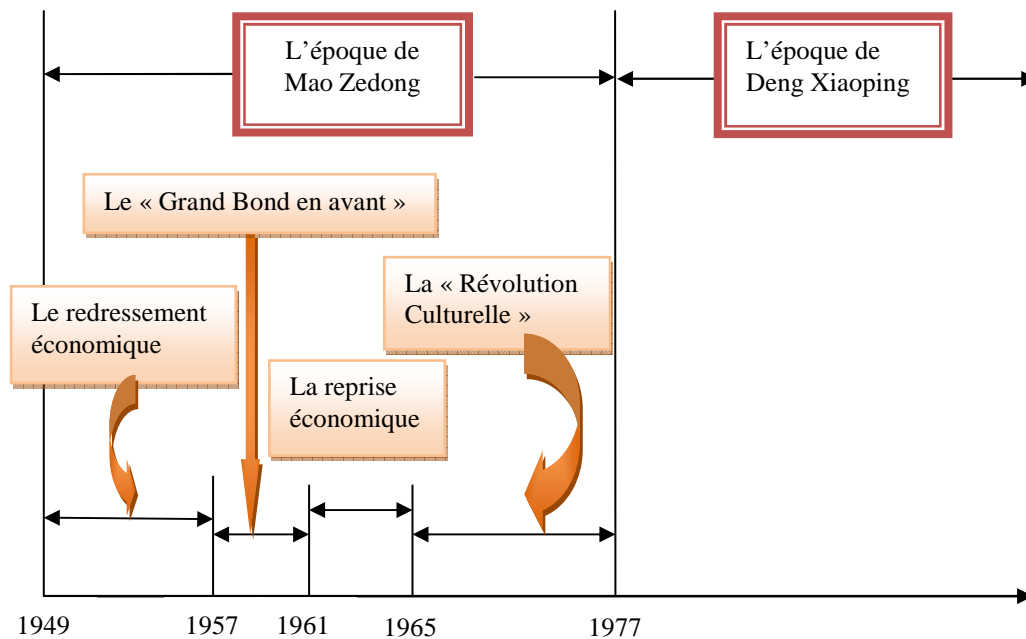 L'époque de
Mao Zedong
L'époque de
Deng Xiaoping
Le « Grand Bond en avant »
La « Révolution
Culturelle »
Le redressement
économique
La reprise
économique
1949
1957
1961
1965
1977